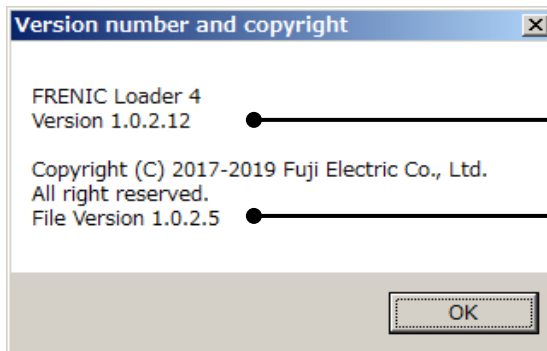 Version number and copyright
FRENIC Loader 4
Version 1.0.2.12
Copyright (C) 2017-2019 Fuji Electric Co., Ltd.
All right reserved.
File Version 1.0.2.5
OK